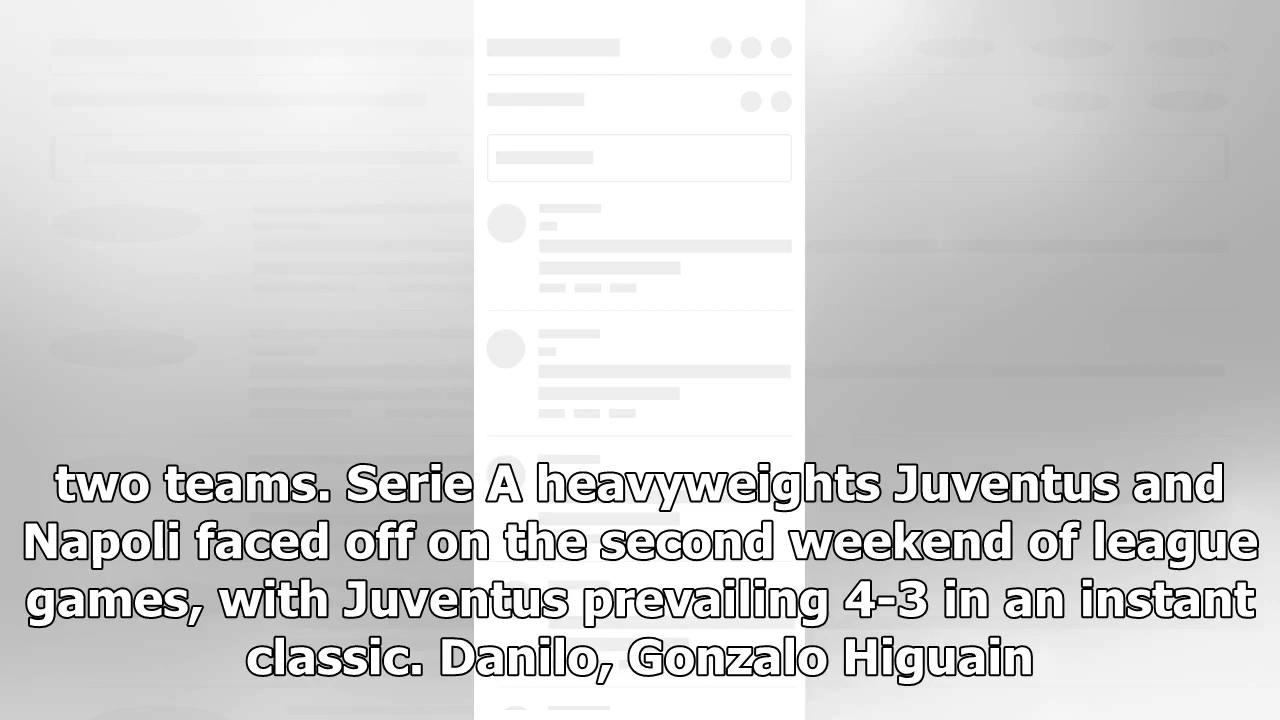 two teams. Serie A heavyweights Juventus and
Napoli faced off on the second weekend of league
games, with Juventus prevailing 4-3 in an instant
classic. Danilo, Gonzalo Higuain